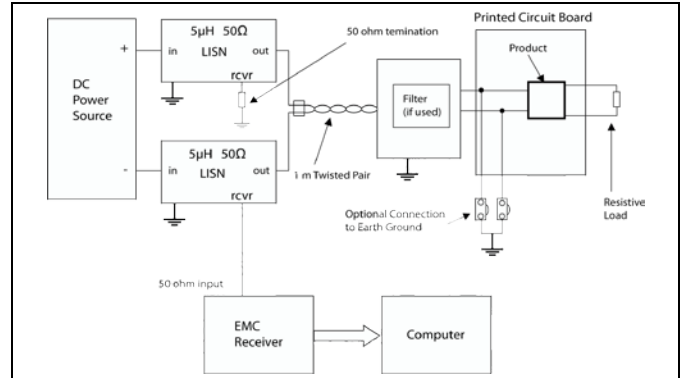 Printed Circuit Board
50 ohm temination
5µH 50Ω
LISN
in
out
rcvr
+
DC
Power
Source
-
Product
Filter
(if used)
5µH 50Ω
LISN
in
out
rcvr
1 m Twisted Pair
Resistive
Load
Optional Connection
to Earth Ground
50 ohm input
EMC
Receiver
Computer